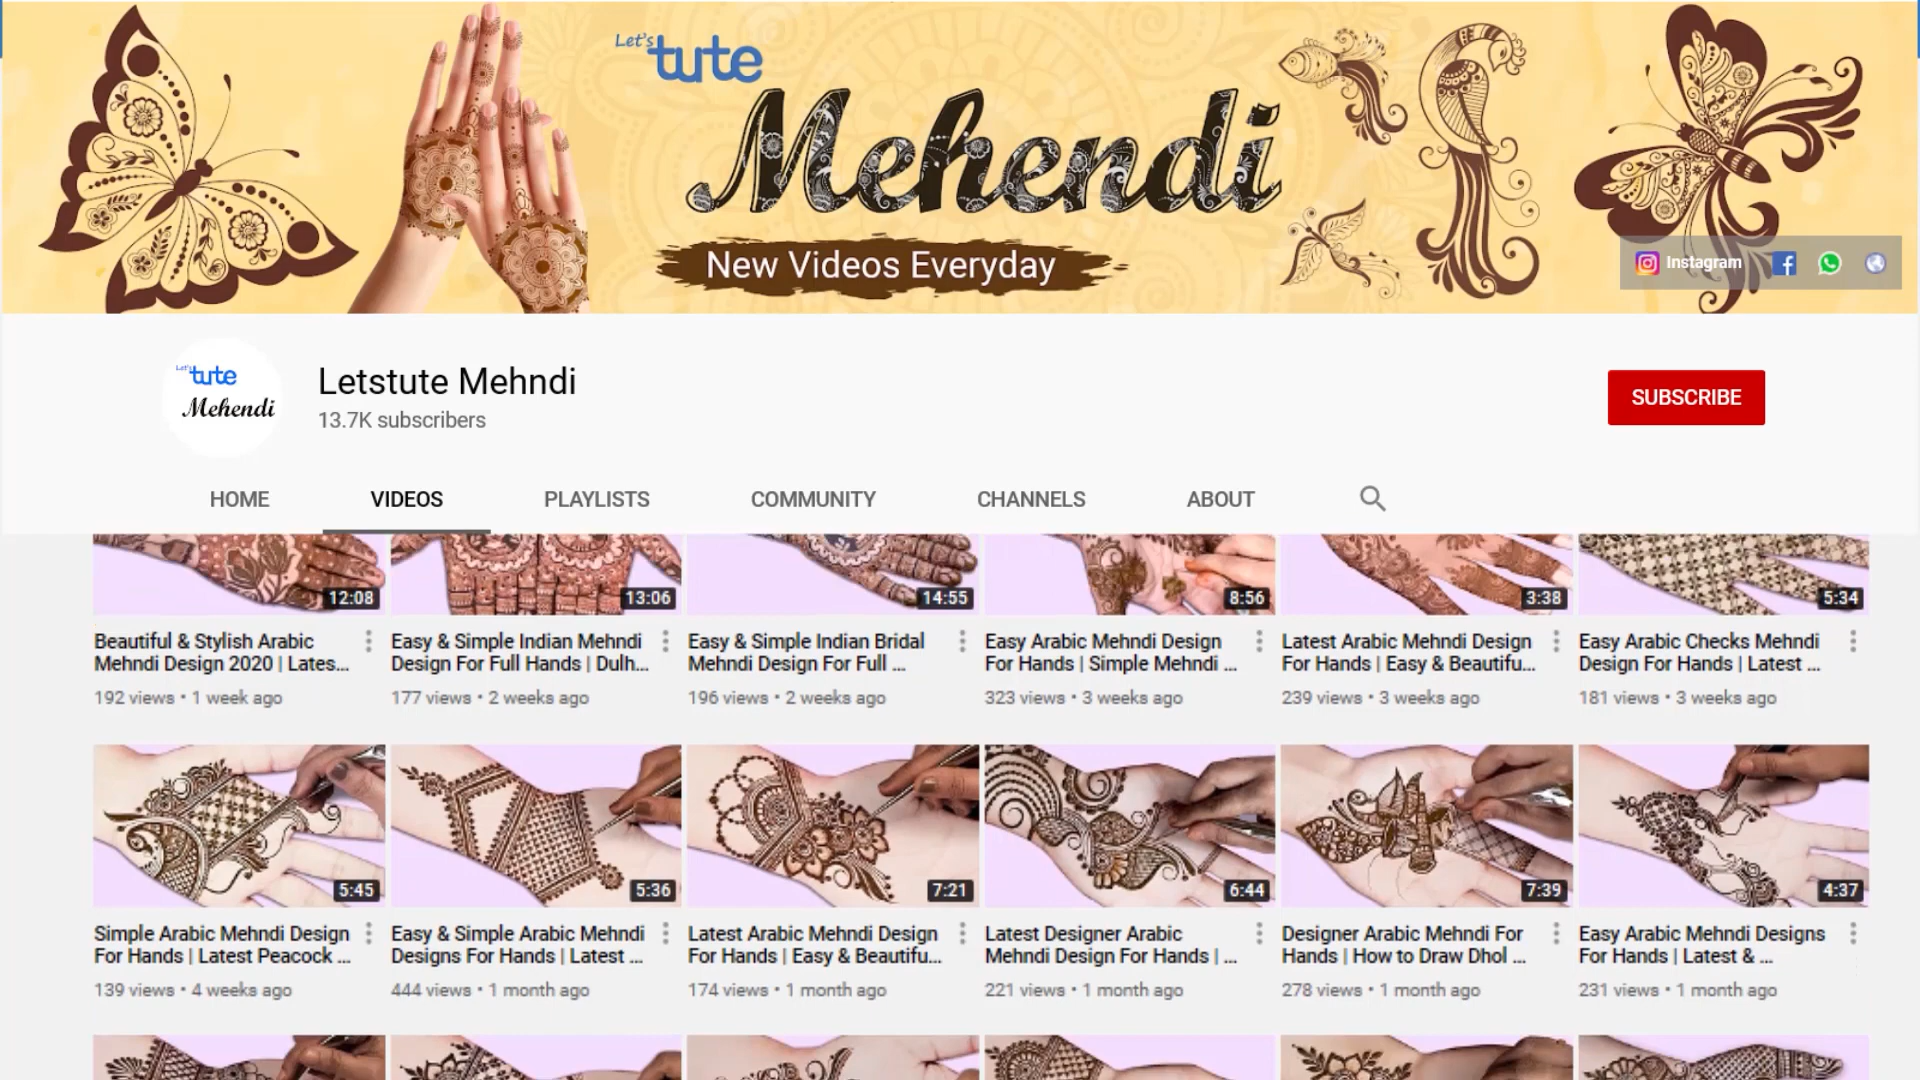 Let's
tute
Mehendi
New Videos Everyday
Instagram
Let's
tute
Mehendi
Letstute Mehndi
13.7K subscribers
SUBSCRIBE
HOME VIDEOS PLAYLISTS COMMUNITY CHANNELS ABOUT
12:08 13:06 14:55 8:56 3:38 5:34
Beautiful & Stylish Arabic
Mehndi Design 2020 | Lates...
192 views • 1 week ago
Easy & Simple Indian Mehndi
Design For Full Hands | Dulh...
177 views • 2 weeks ago
Easy & Simple Indian Bridal
Mehndi Design For Full ...
196 views • 2 weeks ago
Easy Arabic Mehndi Design
For Hands | Simple Mehndi ...
323 views • 3 weeks ago
Latest Arabic Mehndi Design
For Hands | Easy & Beautifu...
239 views • 3 weeks ago
Easy Arabic Checks Mehndi
Design For Hands | Latest ...
181 views • 3 weeks ago
5:45 5:36 7:21 6:44 7:39 4:37
Simple Arabic Mehndi Design
For Hands | Latest Peacock ...
139 views • 4 weeks ago
Easy & Simple Arabic Mehndi
Designs For Hands | Latest ...
444 views • 1 month ago
Latest Arabic Mehndi Design
For Hands | Easy & Beautifu...
174 views • 1 month ago
Latest Designer Arabic
Mehndi Design For Hands | ...
221 views • 1 month ago
Designer Arabic Mehndi For
Hands | How to Draw Dhol ...
278 views • 1 month ago
Easy Arabic Mehndi Designs
For Hands | Latest & ...
231 views • 1 month ago